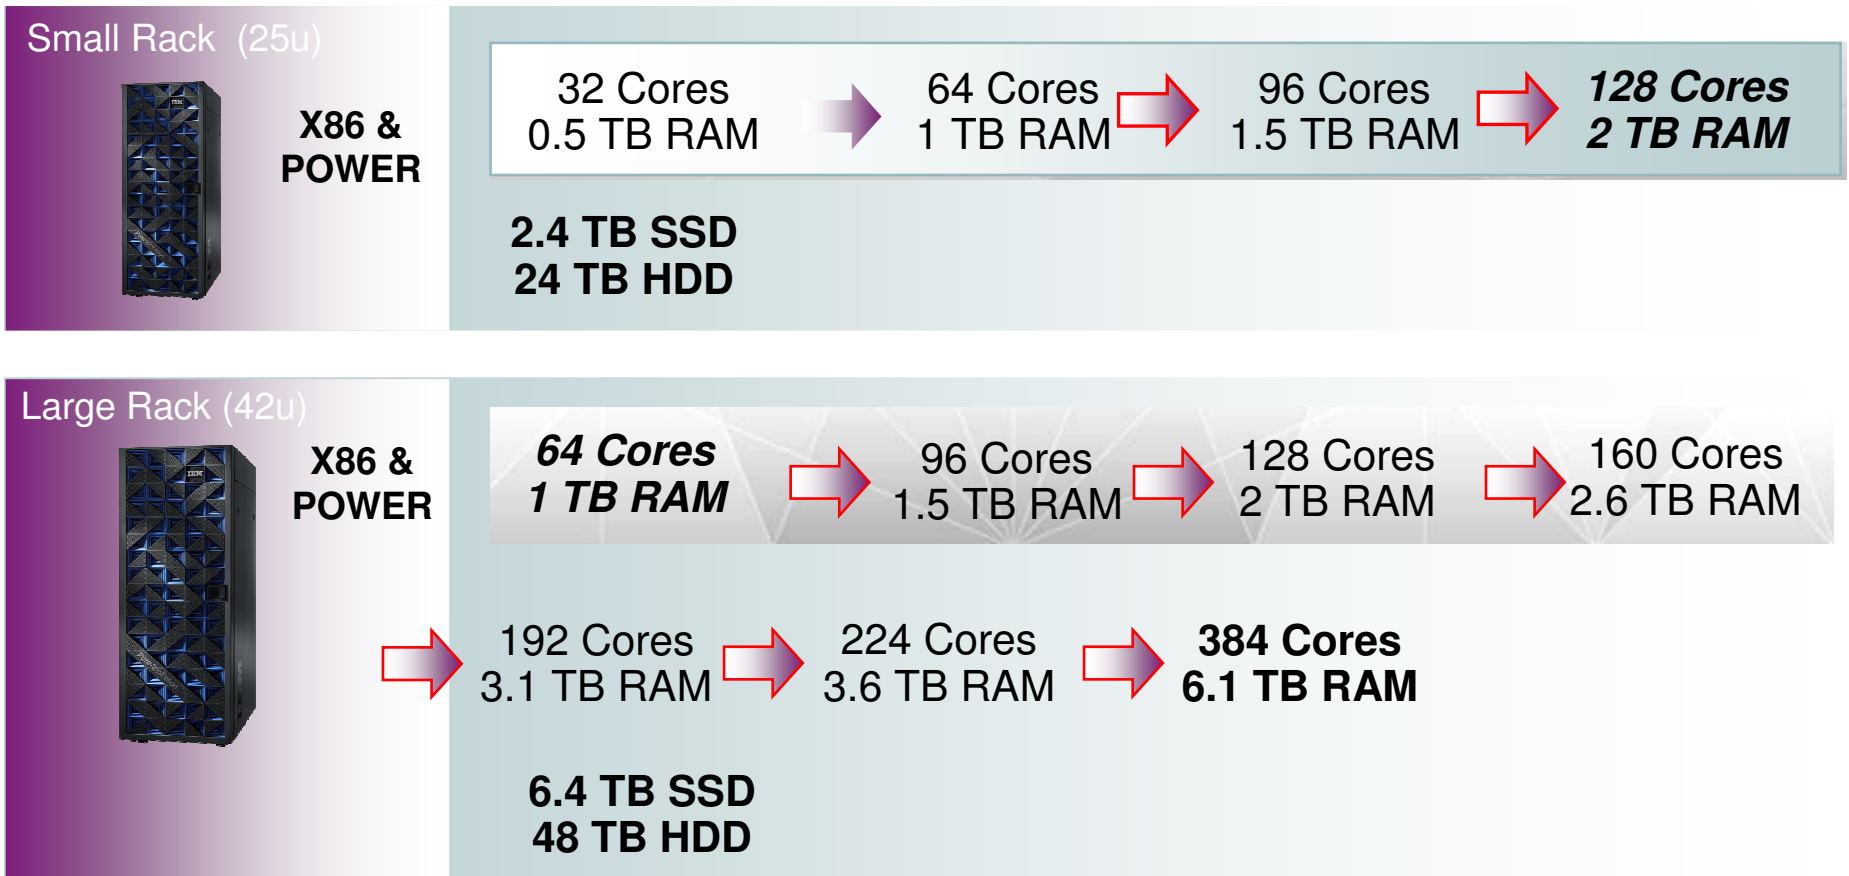 Small Rack (25u)
X86 &
POWER
32 Cores
0.5 TB RAM
64 Cores
1 TB RAM
96 Cores
1.5 TB RAM
128 Cores
2 TB RAM
2.4 TB SSD
24 TB HDD
Large Rack (42u)
X86 &
POWER
64 Cores
1 TB RAM
96 Cores
1.5 TB RAM
128 Cores
2 TB RAM
160 Cores
2.6 TB RAM
192 Cores
3.1 TB RAM
224 Cores
3.6 TB RAM
384 Cores
6.1 TB RAM
6.4 TB SSD
48 TB HDD